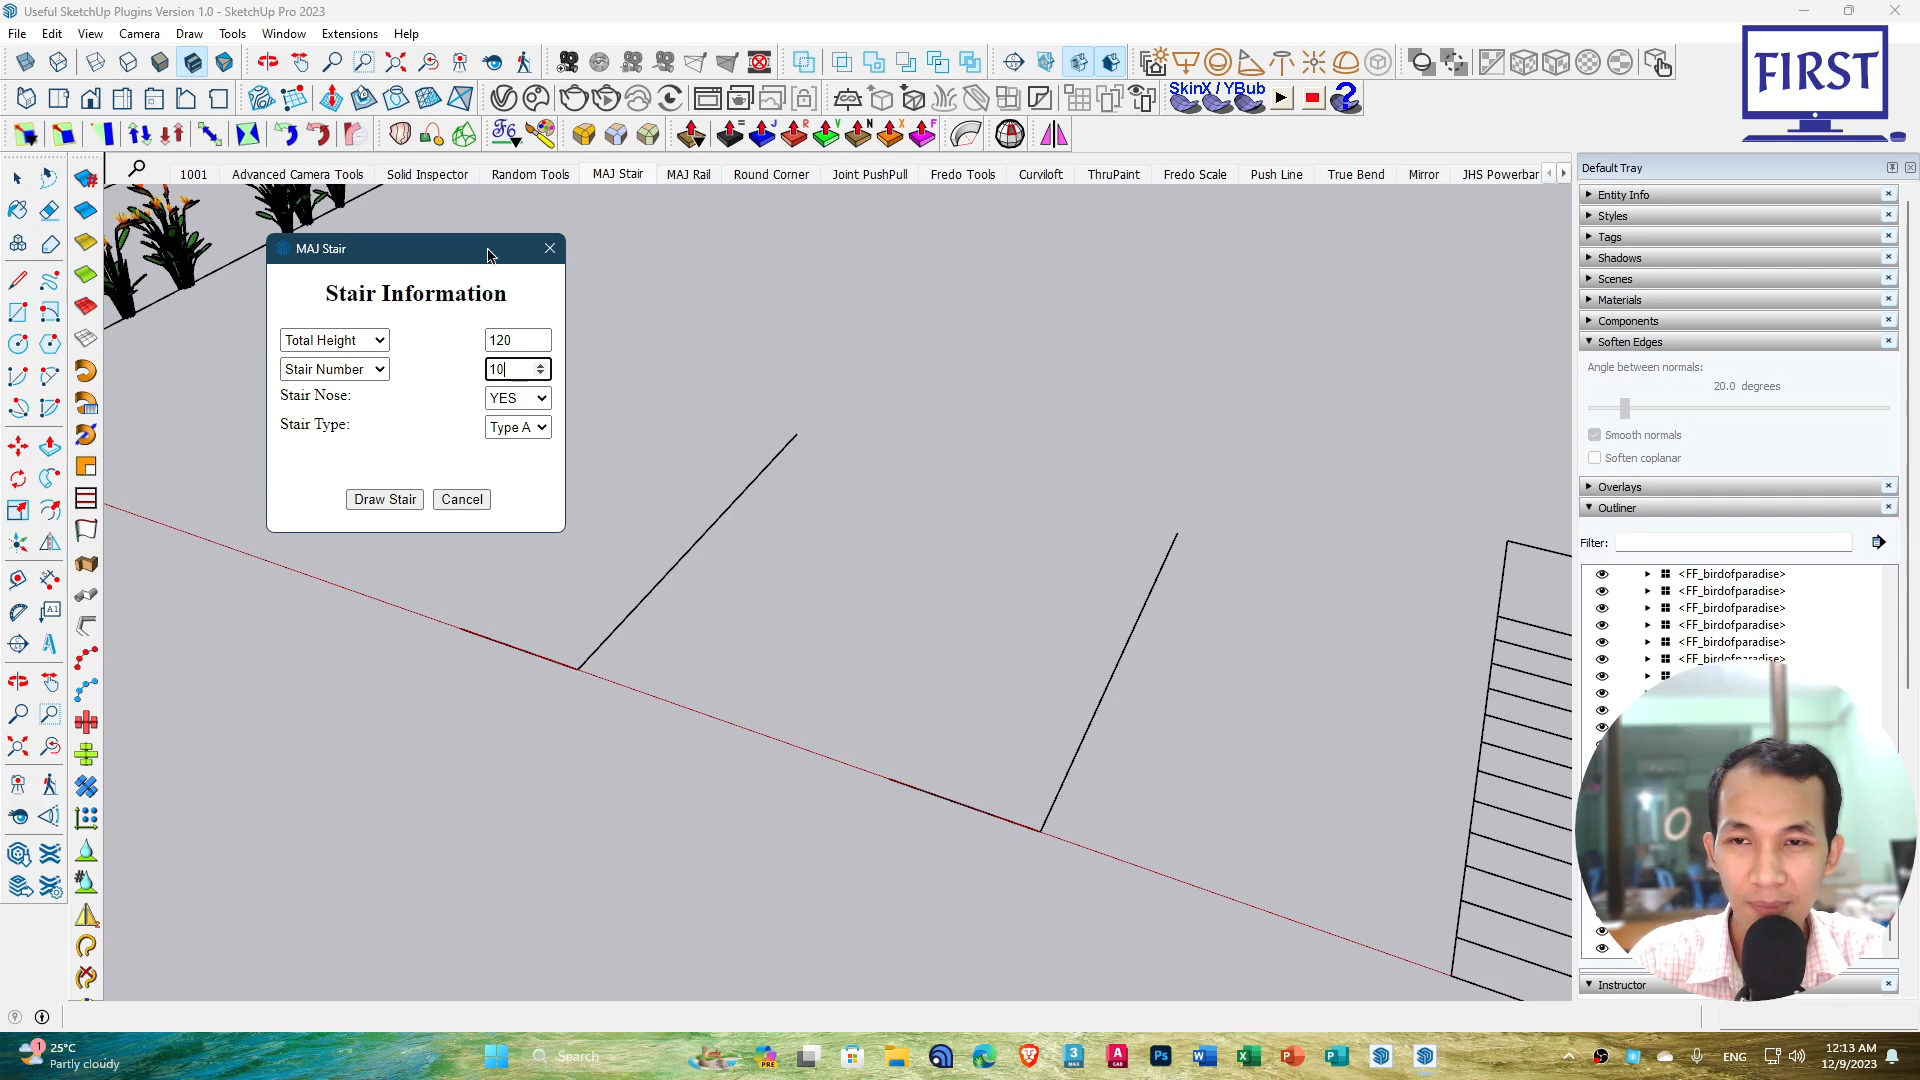 Useful SketchUp Plugins Version 1.0 - SketchUp Pro 2023
File Edit View Camera Draw Tools Window Extensions Help
FIRST
SkinX / YBub
1001 Advanced Camera Tools Solid Inspector Random Tools MAJ Stair MAJ Rail Round Corner Joint PushPull Fredo Tools Curviloft ThruPaint Fredo Scale Push Line True Bend Mirror JHS Powerbar
Default Tray
Entity Info
Styles
Tags
Shadows
Scenes
Materials
Components
Soften Edges
Angle between normals:
20.0 degrees
Smooth normals
Soften coplanar
Overlays
Outliner
Filter:
<FF_birdofparadise>
<FF_birdofparadise>
<FF_birdofparadise>
<FF_birdofparadise>
<FF_birdofparadise>
<FF_birdofparadise>
Instructor
MAJ Stair
Stair Information
Total Height 120
Stair Number 10
Stair Nose: YES
Stair Type: Type A
Draw Stair Cancel
25°C
Partly cloudy
Search
ENG
12:13 AM
12/9/2023